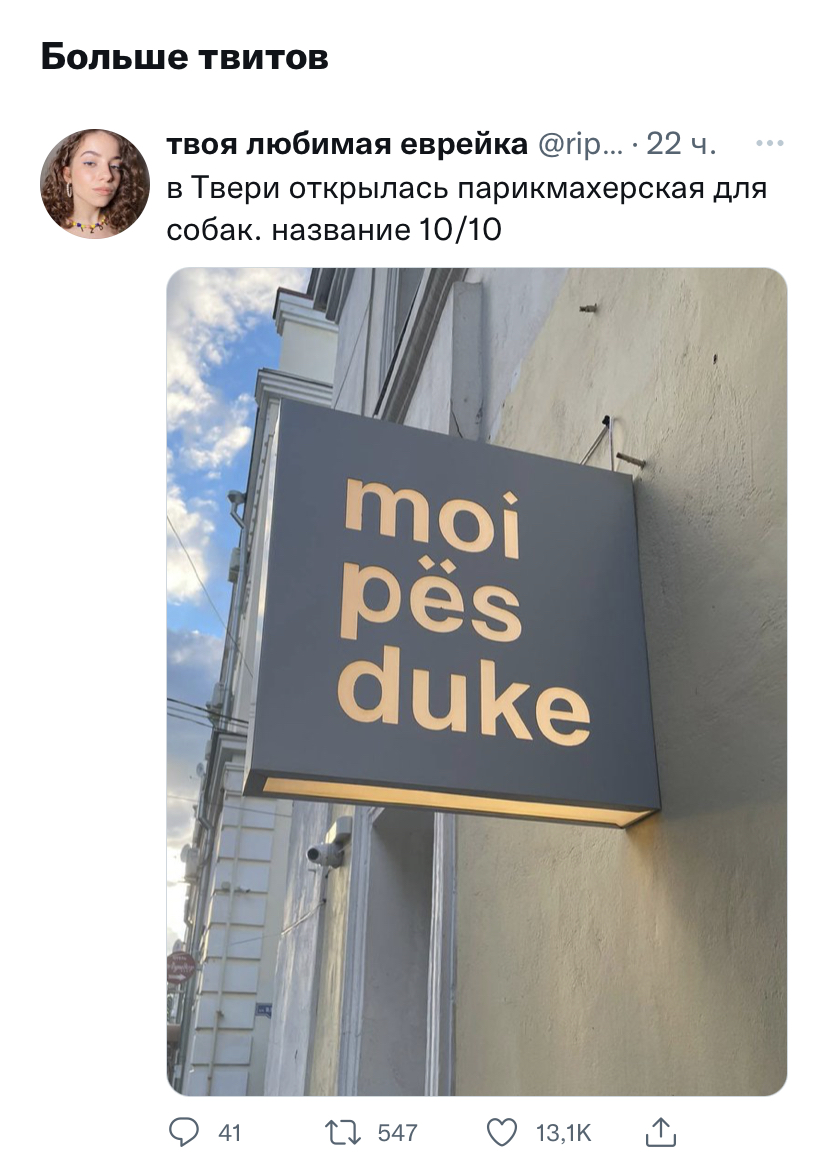 Больше твитов
твоя любимая еврейка @rip... · 22 ч.
в Твери открылась парикмахерская для
собак. название 10/10
moi
pës
duke
41 547 13,1K